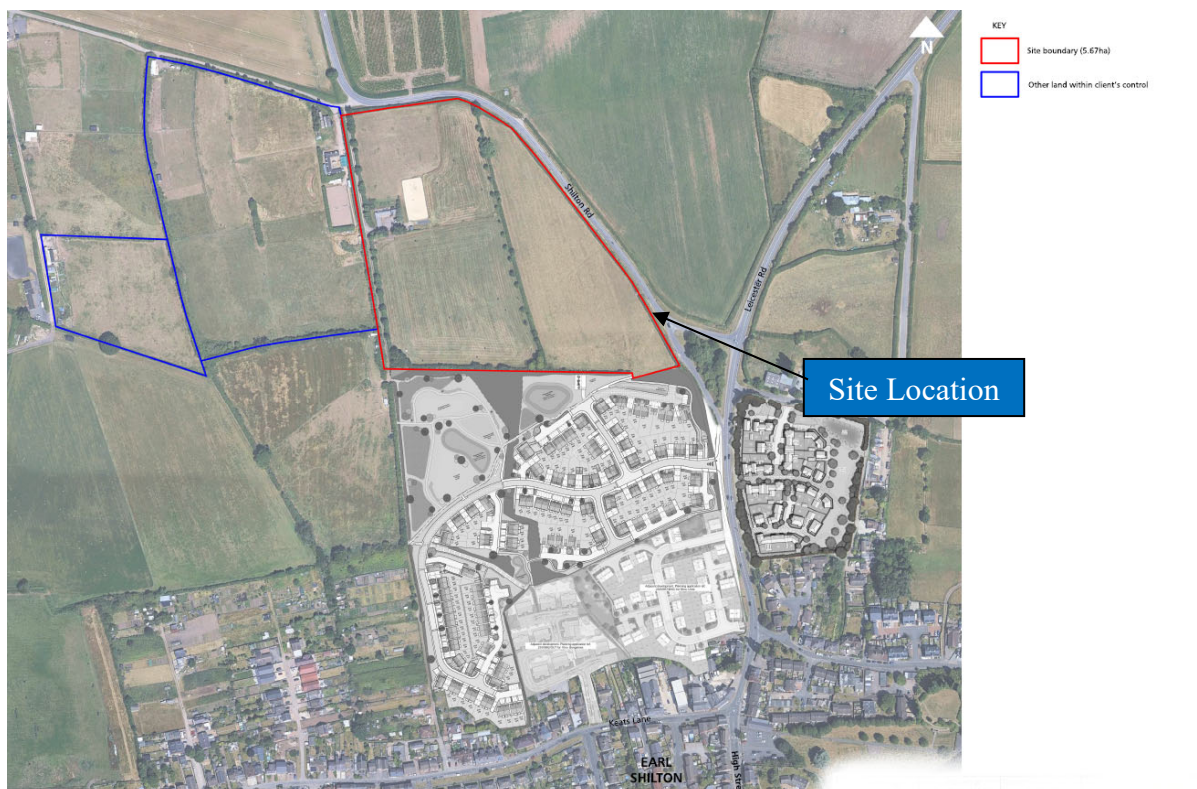 KEY
Site boundary (5.67ha)
Other land within client's control
N
Shilton Rd
Leicester Rd
Site Location
Keats Lane
EARL
SHILTON
High Stre